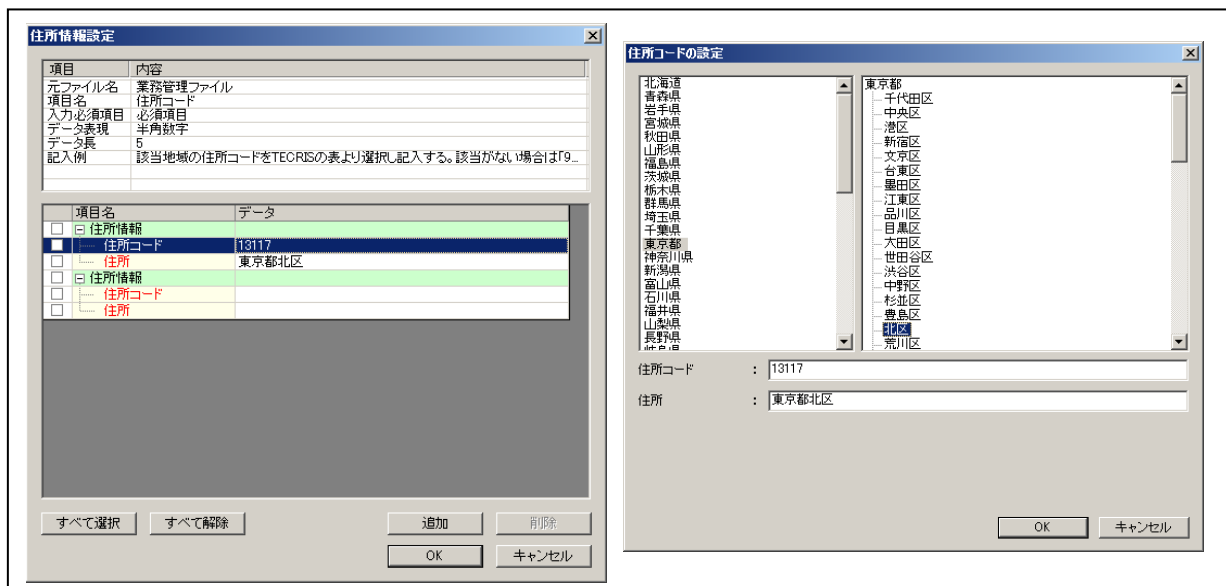 住所情報設定
項目 内容
元ファイル名 業務管理ファイル
項目名 住所コード
入力必須項目 必須項目
データ表現 半角数字
データ長 5
記入例 該当地域の住所コードをTECRISの表より選択し記入する。該当がない場合は「9...
項目名 データ
住所情報
住所コード 13117
住所 東京都北区
住所情報
住所コード
住所
すべて選択 すべて解除 追加 削除
OK キャンセル
住所コードの設定
北海道
青森県
岩手県
宮城県
秋田県
山形県
福島県
茨城県
栃木県
群馬県
埼玉県
千葉県
東京都
神奈川県
新潟県
富山県
石川県
福井県
山梨県
長野県
岐阜県
東京都
千代田区
中央区
港区
新宿区
文京区
台東区
墨田区
江東区
品川区
目黒区
大田区
世田谷区
渋谷区
中野区
杉並区
豊島区
北区
荒川区
住所コード : 13117
住所 : 東京都北区
OK キャンセル